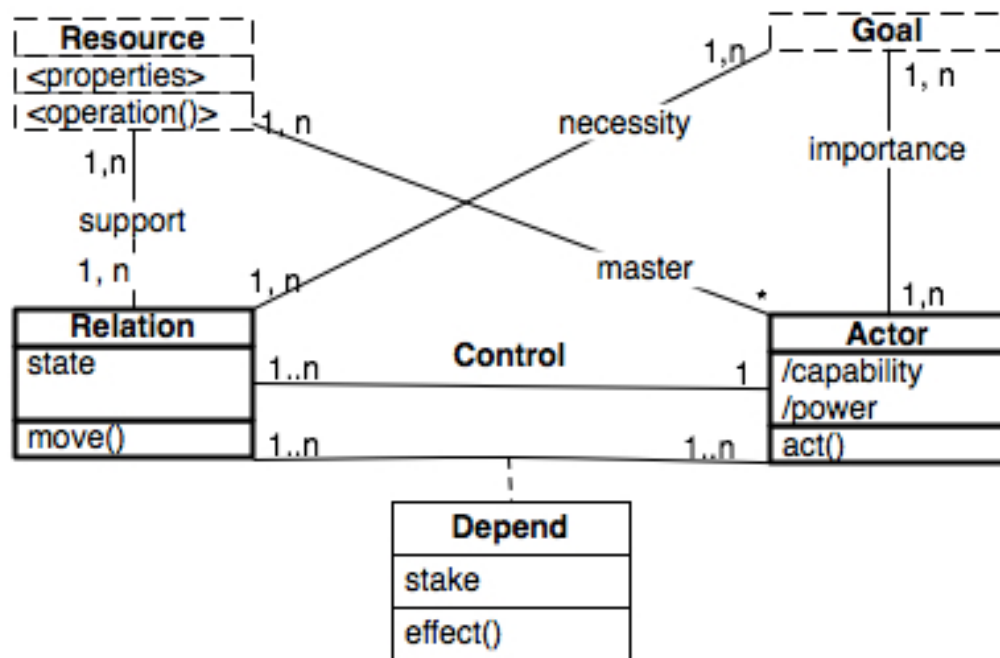 Resource
<properties>
<operation()>
Goal
1,n
1, n
1, n
necessity
importance
1,n
support
master
1, n
1, n
*
1,n
Relation
state
move()
Control
1..n
1
1..n
1..n
Actor
/capability
/power
act()
Depend
stake
effect()